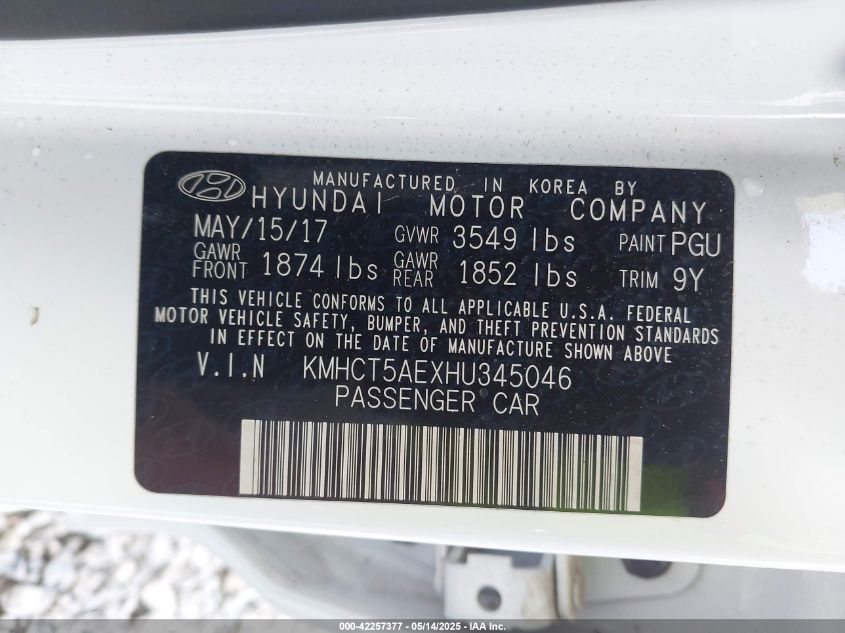 MANUFACTURED IN KOREA BY
HYUNDAI MOTOR COMPANY
MAY/15/17 GVWR 3549 lbs PAINT PGU
GAWR FRONT 1874 lbs GAWR REAR 1852 lbs TRIM 9Y
THIS VEHICLE CONFORMS TO ALL APPLICABLE U.S.A. FEDERAL
MOTOR VEHICLE SAFETY, BUMPER, AND THEFT PREVENTION STANDARDS
IN EFFECT ON THE DATE OF MANUFACTURE SHOWN ABOVE.
V.I.N KMHCT5AEXHU345046
PASSENGER CAR
000-42257377 - 05/14/2025 - IAA Inc.